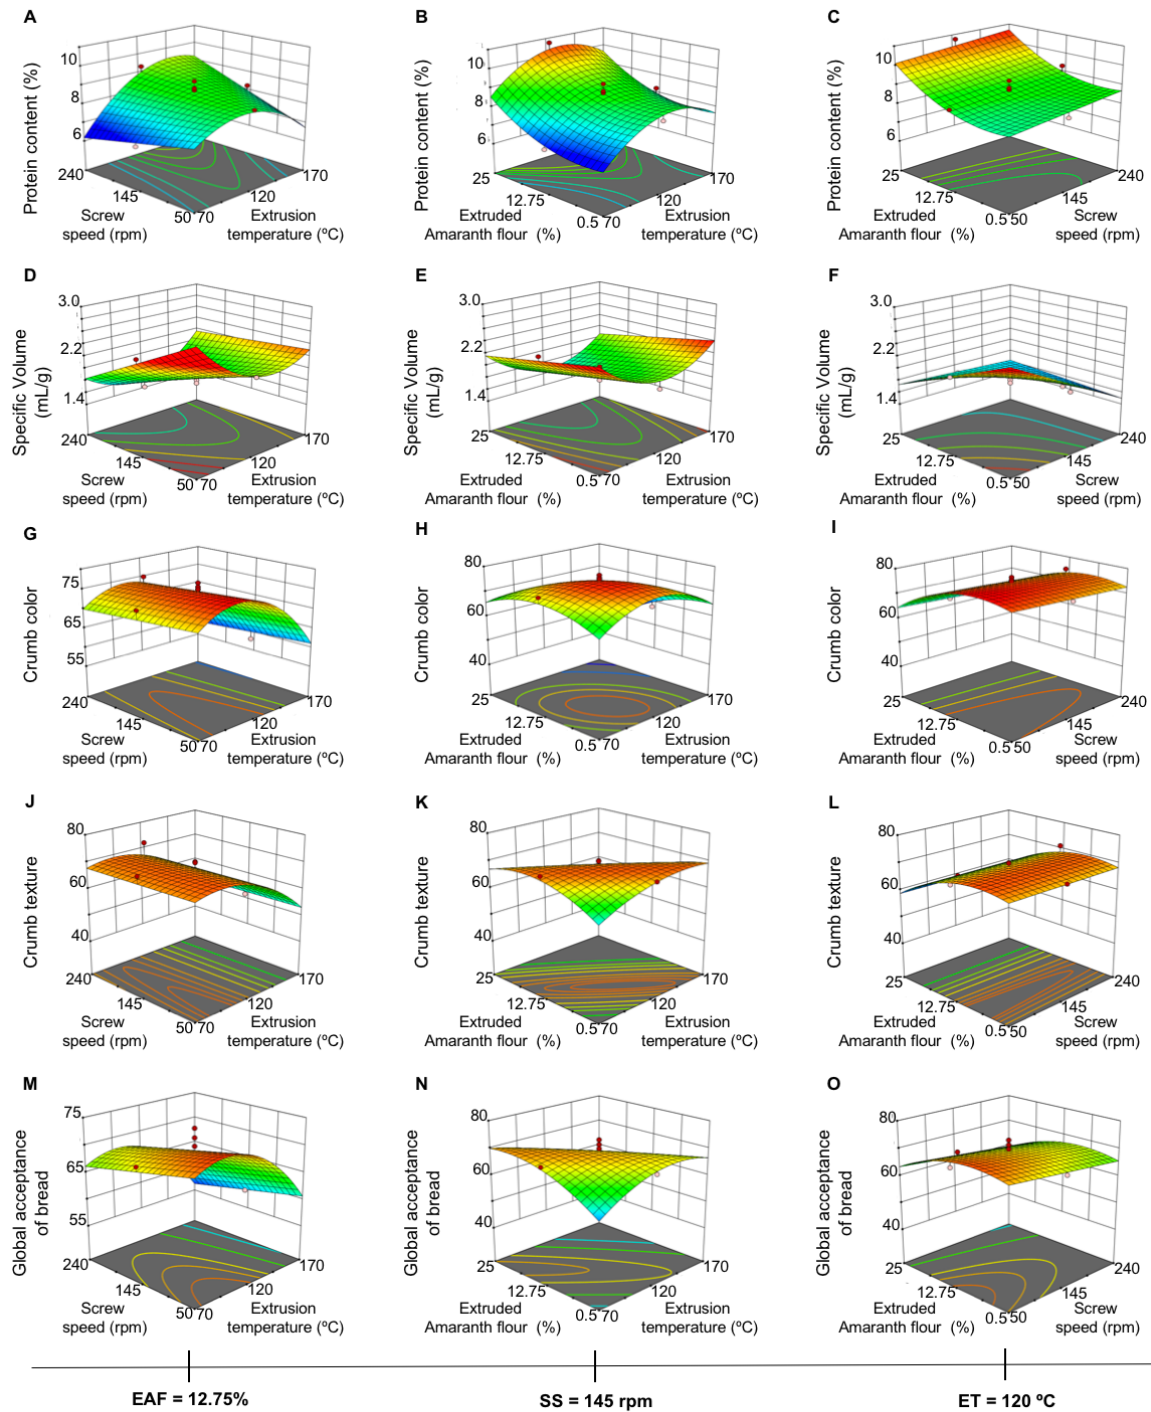 A
B
C
Protein content (%)
10
8
6
240
145
50
70
120
170
Screw
speed (rpm)
Extrusion
temperature (ºC)
Protein content (%)
10
8
6
25
12.75
0.5
70
120
170
Extruded
Amaranth flour (%)
Extrusion
temperature (ºC)
Protein content (%)
10
8
6
25
12.75
0.5
50
145
240
Extruded
Amaranth flour (%)
Screw
speed (rpm)
D
E
F
Specific Volume
(mL/g)
3.0
2.2
1.4
240
145
50
70
120
170
Screw
speed (rpm)
Extrusion
temperature (ºC)
Specific Volume
(mL/g)
3.0
2.2
1.4
25
12.75
0.5
70
120
170
Extruded
Amaranth flour (%)
Extrusion
temperature (ºC)
Specific Volume
(mL/g)
3.0
2.2
1.4
25
12.75
0.5
50
145
240
Extruded
Amaranth flour (%)
Screw
speed (rpm)
G
H
I
Crumb color
75
65
55
240
145
50
70
120
170
Screw
speed (rpm)
Extrusion
temperature (ºC)
Crumb color
80
60
40
25
12.75
0.5
70
120
170
Extruded
Amaranth flour (%)
Extrusion
temperature (ºC)
Crumb color
80
60
40
25
12.75
0.5
50
145
240
Extruded
Amaranth flour (%)
Screw
speed (rpm)
J
K
L
Crumb texture
80
60
40
240
145
50
70
120
170
Screw
speed (rpm)
Extrusion
temperature (ºC)
Crumb texture
80
60
40
25
12.75
0.5
70
120
170
Extruded
Amaranth flour (%)
Extrusion
temperature (ºC)
Crumb texture
80
60
40
25
12.75
0.5
50
145
240
Extruded
Amaranth flour (%)
Screw
speed (rpm)
M
N
O
Global acceptance
of bread
75
65
55
240
145
50
70
120
170
Screw
speed (rpm)
Extrusion
temperature (ºC)
Global acceptance
of bread
80
60
40
25
12.75
0.5
70
120
170
Extruded
Amaranth flour (%)
Extrusion
temperature (ºC)
Global acceptance
of bread
80
60
40
25
12.75
0.5
50
145
240
Extruded
Amaranth flour (%)
Screw
speed (rpm)
EAF = 12.75%
SS = 145 rpm
ET = 120 ºC